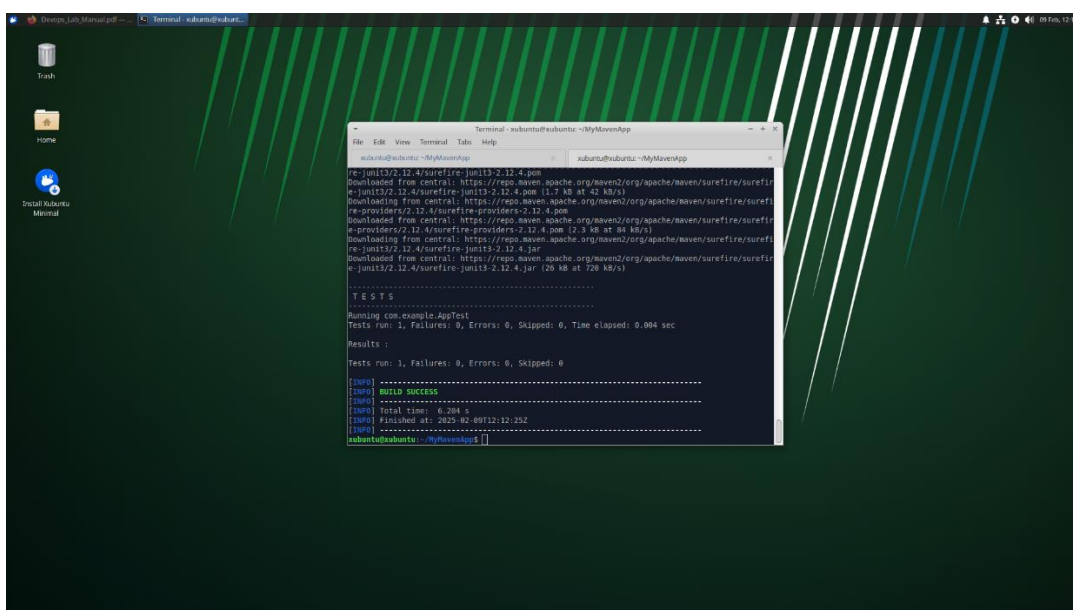 Devops_Lab_Manual.pdf — ...
Terminal - xubuntu@xubunt...
09 Feb, 12:1
Trash
Home
Install Xubuntu
Minimal
Terminal - xubuntu@xubuntu: ~/MyMavenApp
File Edit View Terminal Tabs Help
xubuntu@xubuntu: ~/MyMavenApp
xubuntu@xubuntu: ~/MyMavenApp
re-junit3/2.12.4/surefire-junit3-2.12.4.pom
Downloaded from central: https://repo.maven.apache.org/maven2/org/apache/maven/surefire/surefir
e-junit3/2.12.4/surefire-junit3-2.12.4.pom (1.7 kB at 42 kB/s)
Downloading from central: https://repo.maven.apache.org/maven2/org/apache/maven/surefire/surefi
re-providers/2.12.4/surefire-providers-2.12.4.pom
Downloaded from central: https://repo.maven.apache.org/maven2/org/apache/maven/surefire/surefir
e-providers/2.12.4/surefire-providers-2.12.4.pom (2.3 kB at 84 kB/s)
Downloading from central: https://repo.maven.apache.org/maven2/org/apache/maven/surefire/surefi
re-junit3/2.12.4/surefire-junit3-2.12.4.jar
Downloaded from central: https://repo.maven.apache.org/maven2/org/apache/maven/surefire/surefir
e-junit3/2.12.4/surefire-junit3-2.12.4.jar (26 kB at 720 kB/s)
-------------------------------------------------------
T E S T S
-------------------------------------------------------
Running com.example.AppTest
Tests run: 1, Failures: 0, Errors: 0, Skipped: 0, Time elapsed: 0.004 sec
Results :
Tests run: 1, Failures: 0, Errors: 0, Skipped: 0
[INFO] ------------------------------------------------------------------------
[INFO] BUILD SUCCESS
[INFO] ------------------------------------------------------------------------
[INFO] Total time: 6.204 s
[INFO] Finished at: 2025-02-09T12:12:25Z
[INFO] ------------------------------------------------------------------------
xubuntu@xubuntu:~/MyMavenApp$